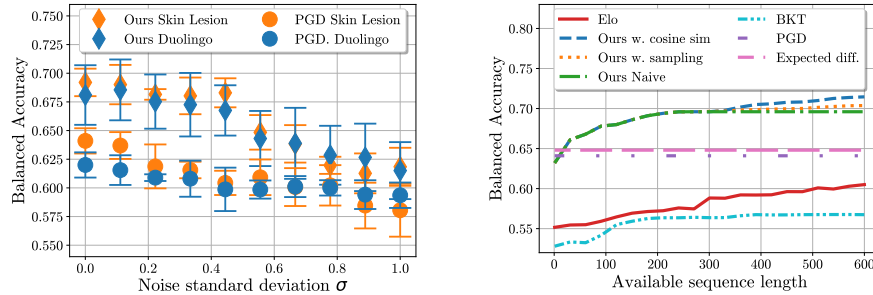 Ours Skin Lesion
Ours Duolingo
PGD Skin Lesion
PGD. Duolingo
Balanced Accuracy
0.750
0.725
0.700
0.675
0.650
0.625
0.600
0.575
0.550
0.0 0.2 0.4 0.6 0.8 1.0
Noise standard deviation σ
Elo
Ours w. cosine sim
Ours w. sampling
Ours Naive
BKT
PGD
Expected diff.
Balanced Accuracy
0.80
0.70
0.60
0.55
0 100 200 300 400 500 600
Available sequence length